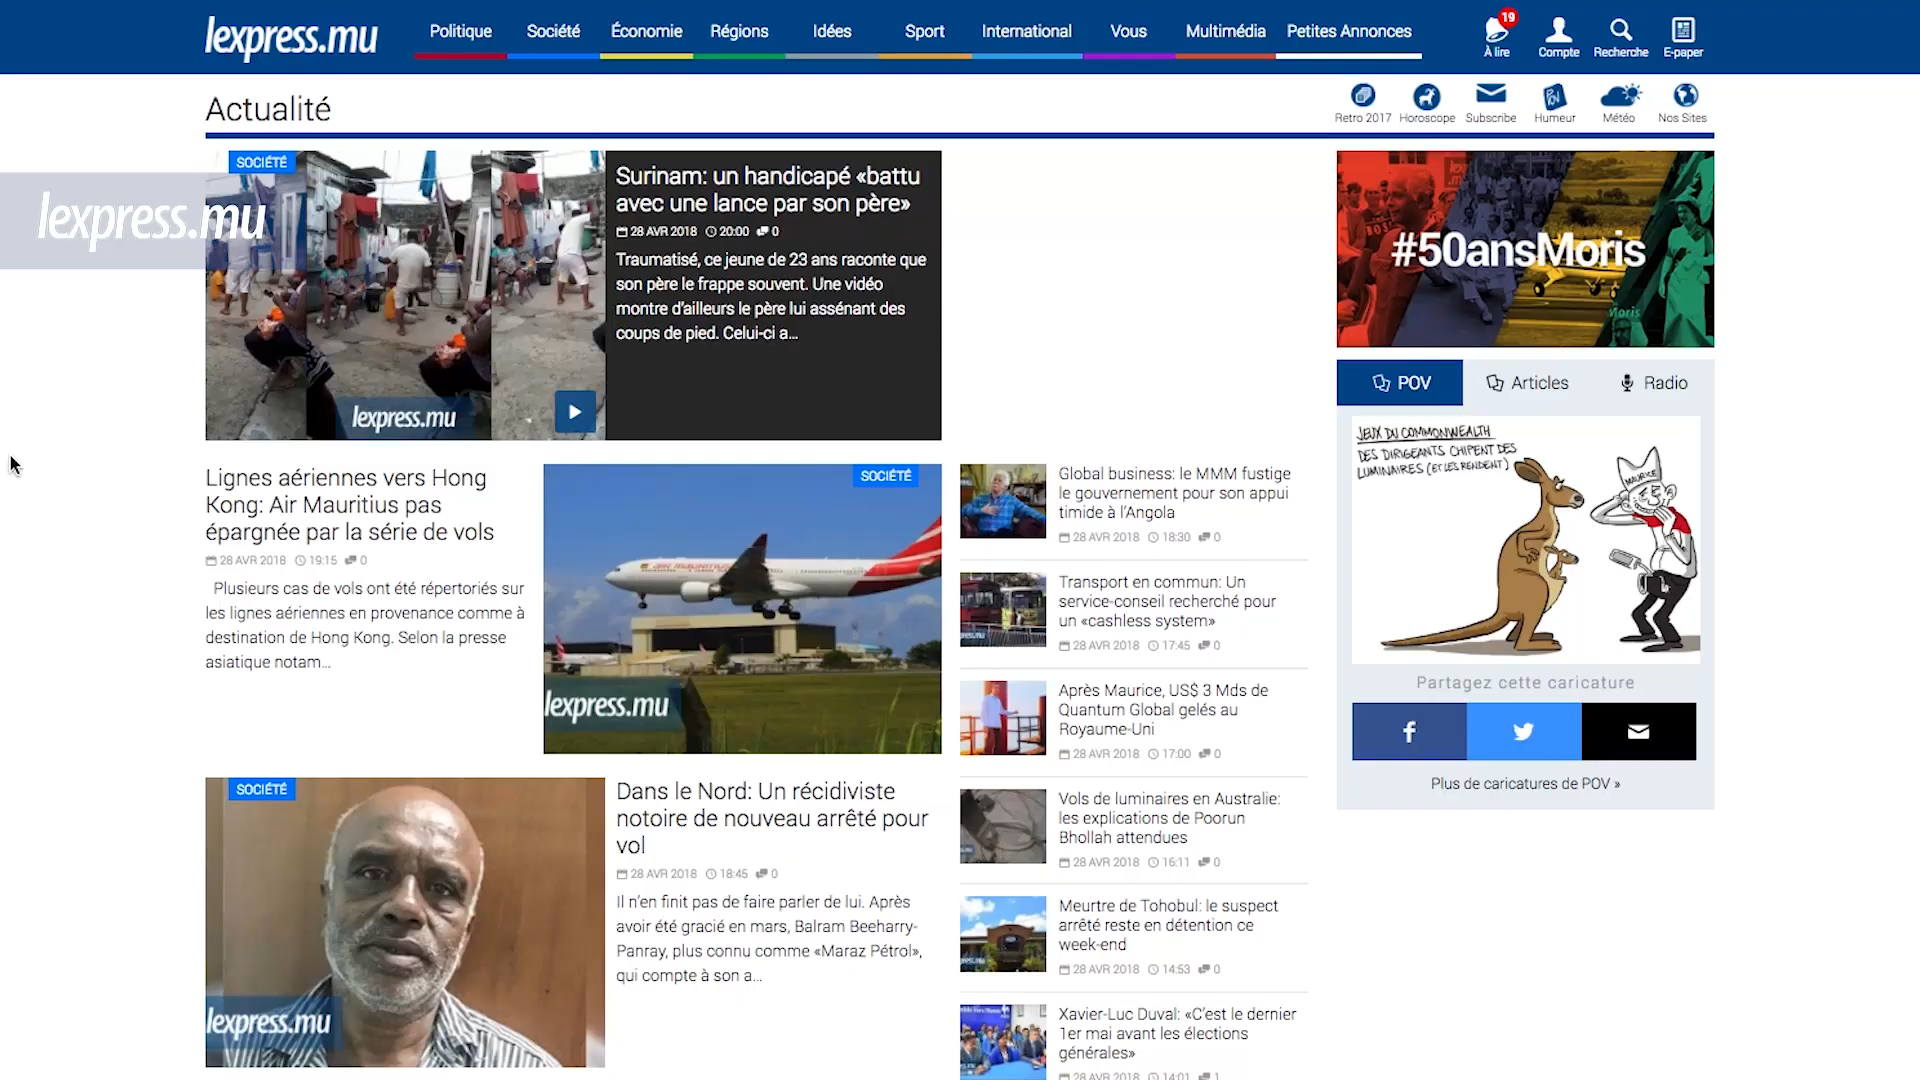 lexpress.mu
Politique
Société
Économie
Régions
Idées
Sport
International
Vous
Multimédia
Petites Annonces
19
À lire
Compte
Recherche
E-paper
Actualité
Retro 2017
Horoscope
Subscribe
Humeur
Météo
Nos Sites
lexpress.mu
SOCIÉTÉ
lexpress.mu
Surinam: un handicapé «battu
avec une lance par son père»
28 AVR 2018 20:00 0
Traumatisé, ce jeune de 23 ans raconte que
son père le frappe souvent. Une vidéo
montre d'ailleurs le père lui assénant des
coups de pied. Celui-ci a...
#50ansMoris
POV
Articles
Radio
JEUX DU COMMONWEALTH
DES DIRIGEANTS CHIPENT DES
LUMINAIRES (ET LES RENDENT)
MAURICE
Partagez cette caricature
Plus de caricatures de POV »
Lignes aériennes vers Hong
Kong: Air Mauritius pas
épargnée par la série de vols
28 AVR 2018 19:15 0
Plusieurs cas de vols ont été répertoriés sur
les lignes aériennes en provenance comme à
destination de Hong Kong. Selon la presse
asiatique notam...
SOCIÉTÉ
AIR MAURITIUS
lexpress.mu
SOCIÉTÉ
lexpress.mu
Dans le Nord: Un récidiviste
notoire de nouveau arrêté pour
vol
28 AVR 2018 18:45 0
Il n'en finit pas de faire parler de lui. Après
avoir été gracié en mars, Balram Beeharry-
Panray, plus connu comme «Maraz Pétrol»,
qui compte à son a...
Global business: le MMM fustige
le gouvernement pour son appui
timide à l'Angola
28 AVR 2018 18:30 0
Transport en commun: Un
service-conseil recherché pour
un «cashless system»
28 AVR 2018 17:45 0
Après Maurice, US$ 3 Mds de
Quantum Global gelés au
Royaume-Uni
28 AVR 2018 17:00 0
Vols de luminaires en Australie:
les explications de Poorun
Bhollah attendues
28 AVR 2018 16:11 0
Meurtre de Tohobul: le suspect
arrêté reste en détention ce
week-end
28 AVR 2018 14:53 0
Xavier-Luc Duval: «C'est le dernier
1er mai avant les élections
générales»
28 AVR 2018 14:01 1